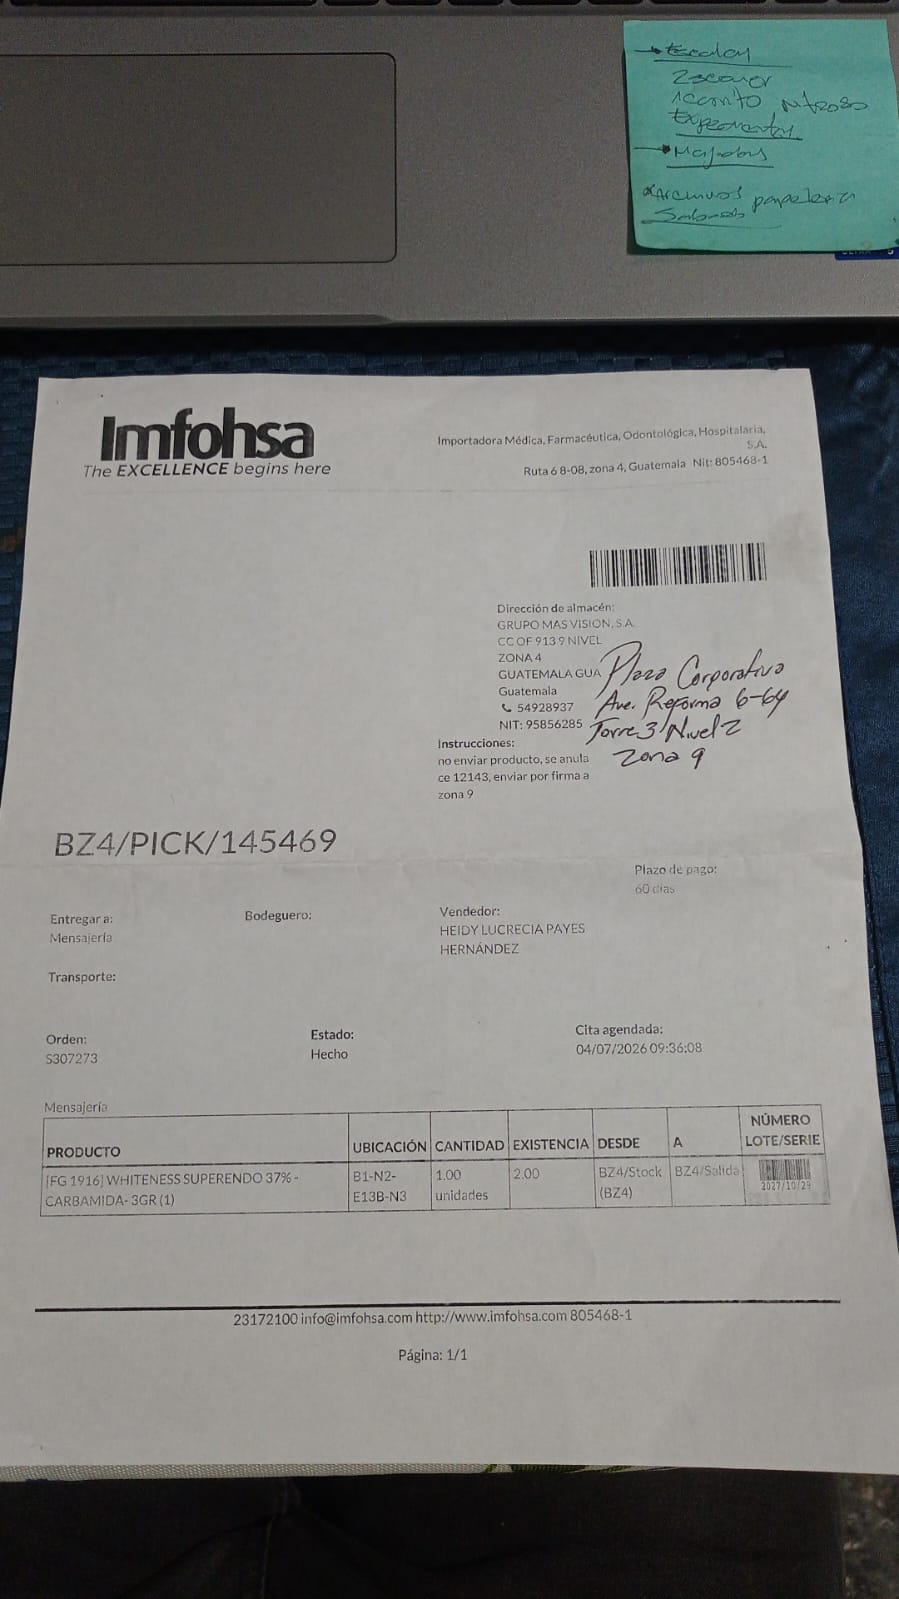 2 escaner
1 carrito nitroso
papeleria
Imfohsa
The EXCELLENCE begins here
Importadora Médica, Farmacéutica, Odontológica, Hospitalaria,
S.A.
Ruta 6 8-08, zona 4, Guatemala Nit: 805468-1
Dirección de almacén:
GRUPO MAS VISION, S.A.
CC OF 913 9 NIVEL
ZONA 4
GUATEMALA GUA
Guatemala
54928937
NIT: 95856285
Plaza Corporativa
Ave. Reforma 6-64
Torre 3 Nivel 2
Zona 9
Instrucciones:
no enviar producto, se anula
ce 12143, enviar por firma a
zona 9
BZ4/PICK/145469
Plazo de pago:
60 días
Entregar a:
Mensajería
Bodeguero:
Vendedor:
HEIDY LUCRECIA PAYES
HERNÁNDEZ
Transporte:
Orden:
S307273
Estado:
Hecho
Cita agendada:
04/07/2026 09:36:08
Mensajería
PRODUCTO UBICACIÓN CANTIDAD EXISTENCIA DESDE A NÚMERO LOTE/SERIE
[FG 1916] WHITENESS SUPERENDO 37% - B1-N2- 1.00 2.00 BZ4/Stock BZ4/Salida
CARBAMIDA- 3GR (1) E13B-N3 unidades (BZ4) 2027/10/29
23172100 info@imfohsa.com http://www.imfohsa.com 805468-1
Página: 1/1